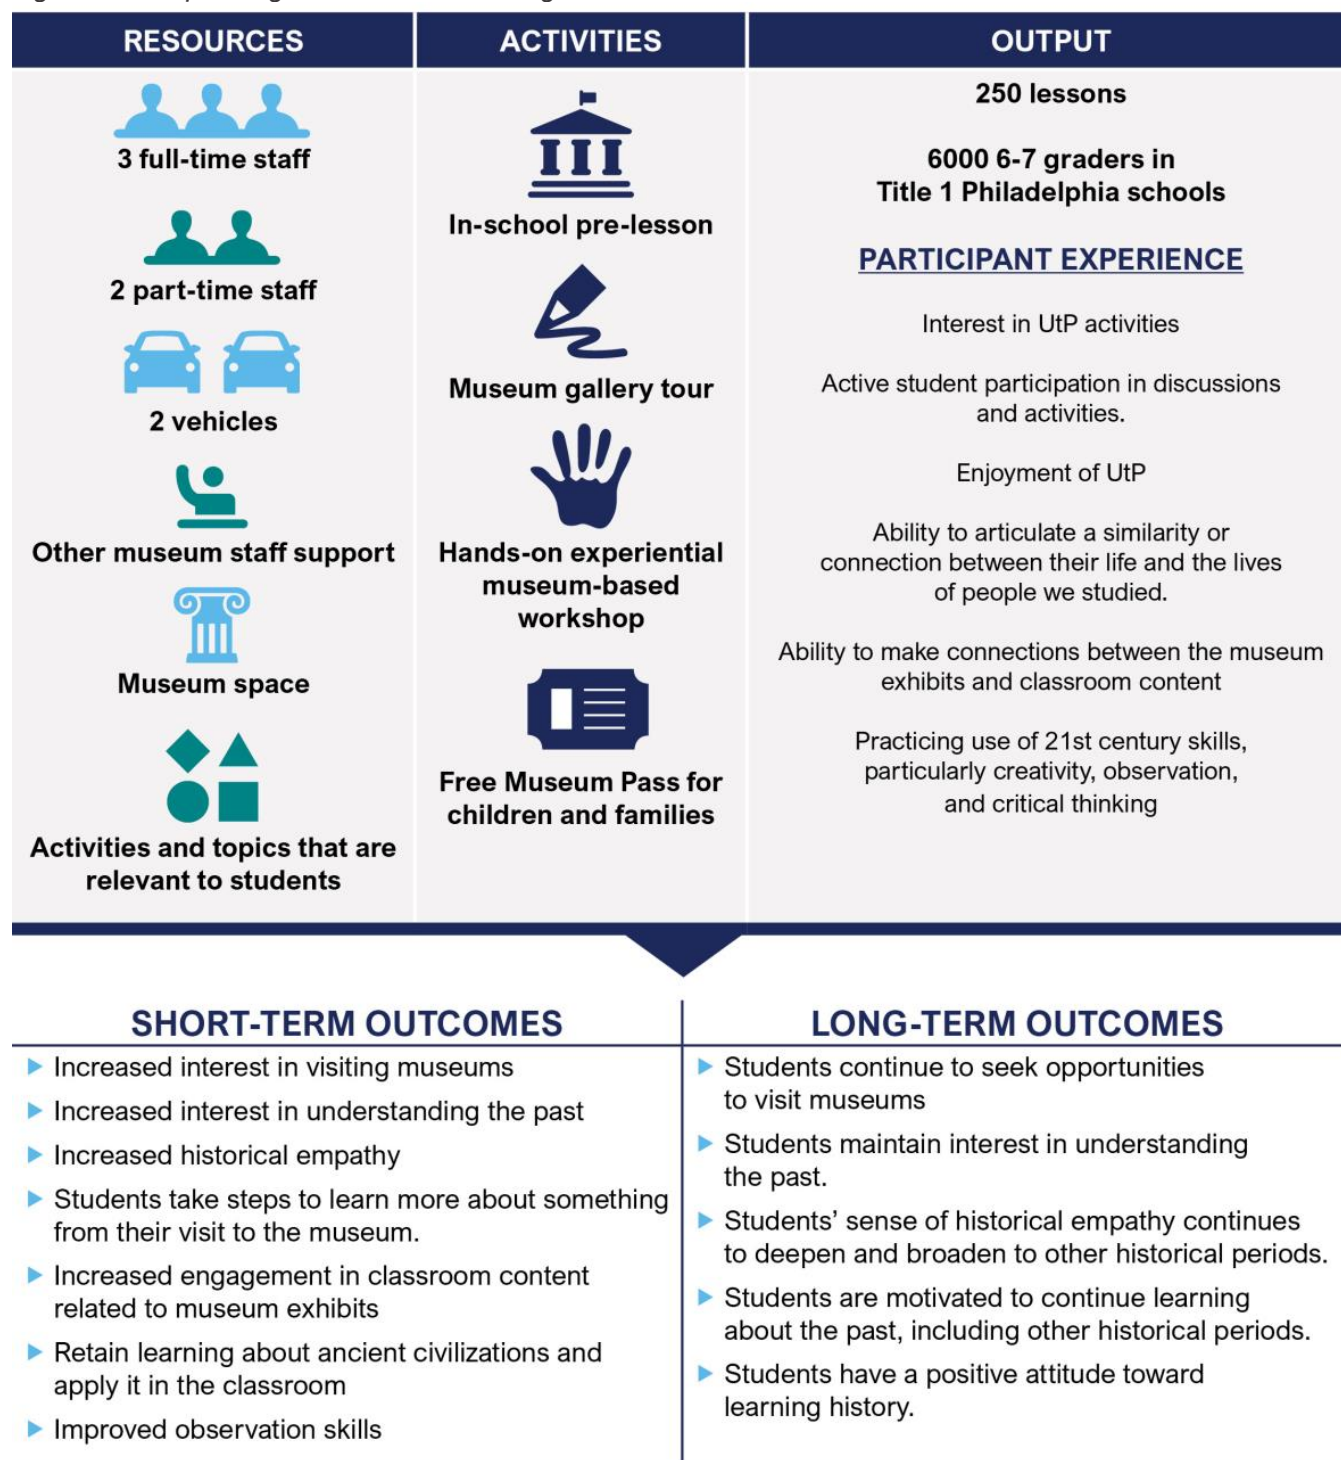 RESOURCES
3 full-time staff
2 part-time staff
2 vehicles
Other museum staff support
Museum space
Activities and topics that are
relevant to students
ACTIVITIES
In-school pre-lesson
Museum gallery tour
Hands-on experiential
museum-based
workshop
Free Museum Pass for
children and families
OUTPUT
250 lessons
6000 6-7 graders in
Title 1 Philadelphia schools
PARTICIPANT EXPERIENCE
Interest in UtP activities
Active student participation in discussions
and activities.
Enjoyment of UtP
Ability to articulate a similarity or
connection between their life and the lives
of people we studied.
Ability to make connections between the museum
exhibits and classroom content
Practicing use of 21st century skills,
particularly creativity, observation,
and critical thinking
SHORT-TERM OUTCOMES
Increased interest in visiting museums
Increased interest in understanding the past
Increased historical empathy
Students take steps to learn more about something
from their visit to the museum.
Increased engagement in classroom content
related to museum exhibits
Retain learning about ancient civilizations and
apply it in the classroom
Improved observation skills
LONG-TERM OUTCOMES
Students continue to seek opportunities
to visit museums
Students maintain interest in understanding
the past.
Students' sense of historical empathy continues
to deepen and broaden to other historical periods.
Students are motivated to continue learning
about the past, including other historical periods.
Students have a positive attitude toward
learning history.